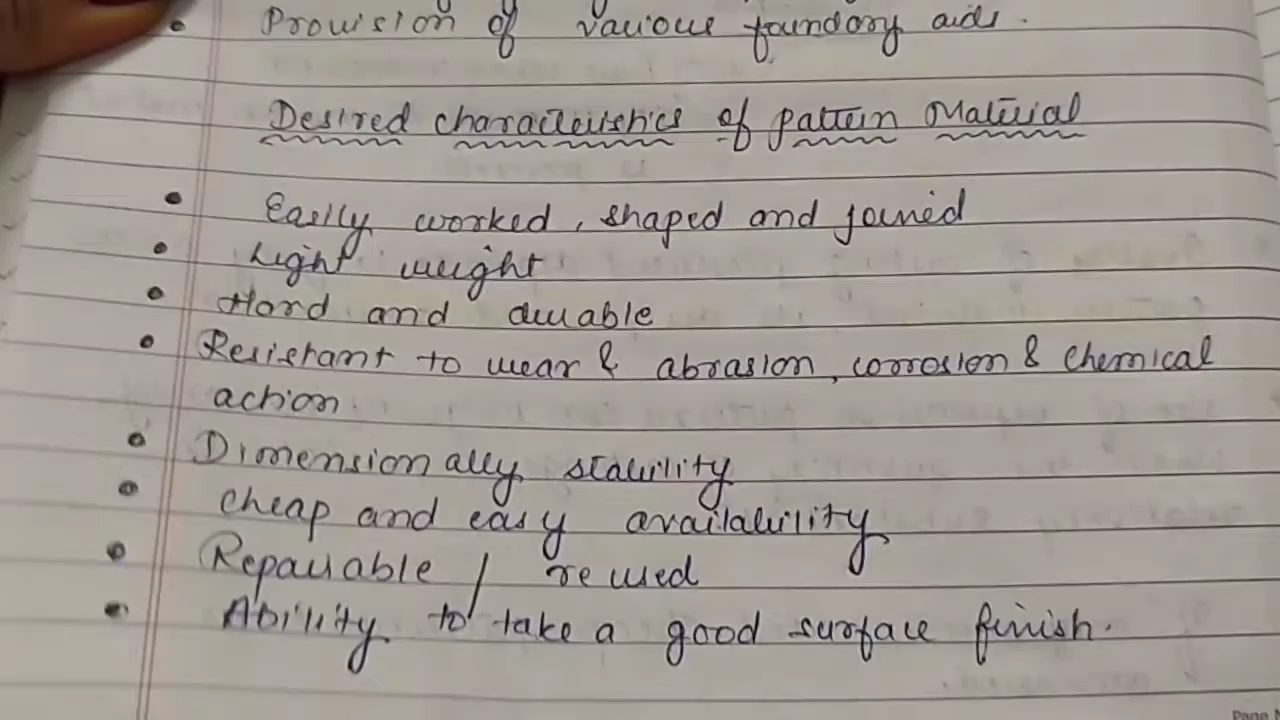 • Provision of various foundary aids.
Desired characteristics of pattern Material
• Easily worked, shaped and joined
• Light weight
• Hard and durable
• Resistant to wear & abrasion, corrosion & chemical
action
• Dimensionally stability
• cheap and easy availability
• Repairable / reused
• Ability to take a good surface finish.